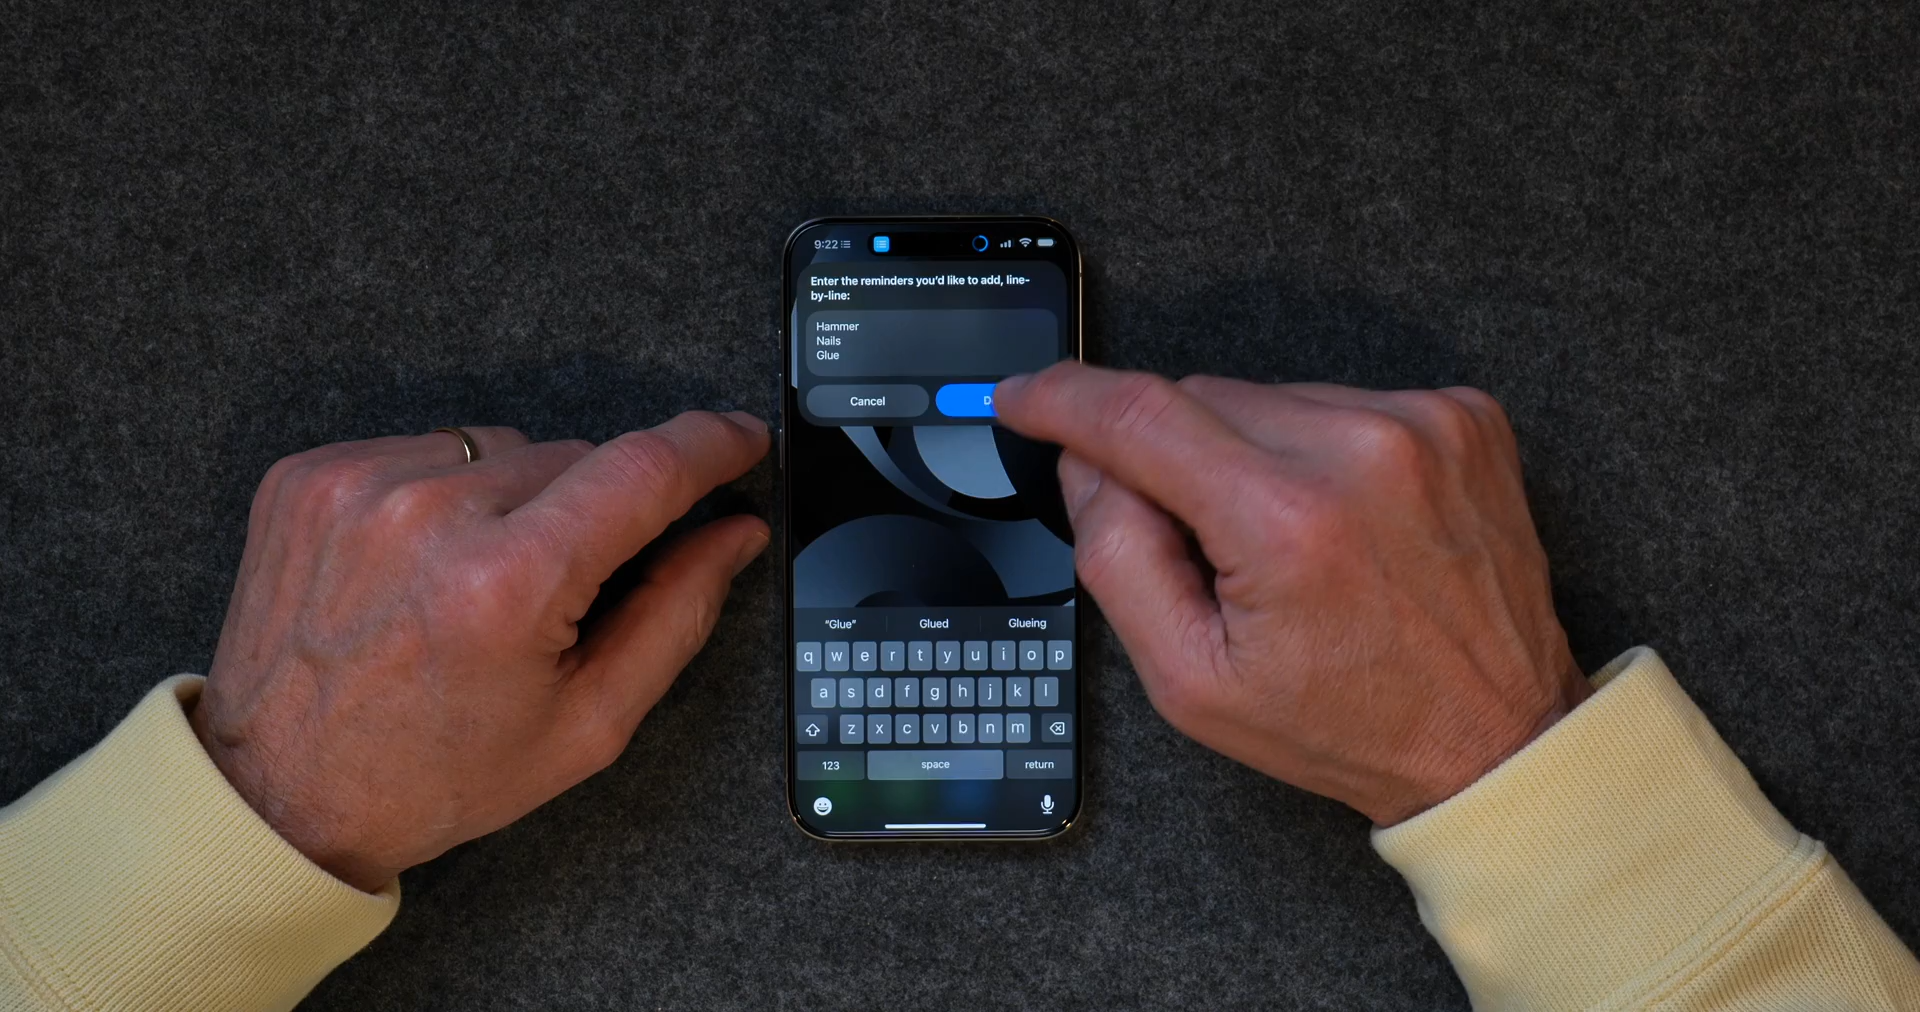 9:22
Enter the reminders you'd like to add, line-
by-line:
Hammer
Nails
Glue
Cancel
"Glue" Glued Glueing
q w e r t y u i o p
a s d f g h j k l
z x c v b n m
123 space return